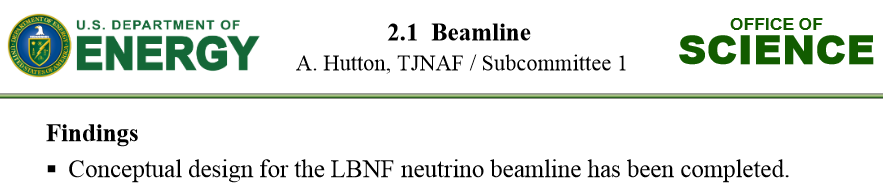 U.S. DEPARTMENT OF
ENERGY
2.1 Beamline
A. Hutton, TJNAF / Subcommittee 1
OFFICE OF
SCIENCE
Findings
▪ Conceptual design for the LBNF neutrino beamline has been completed.